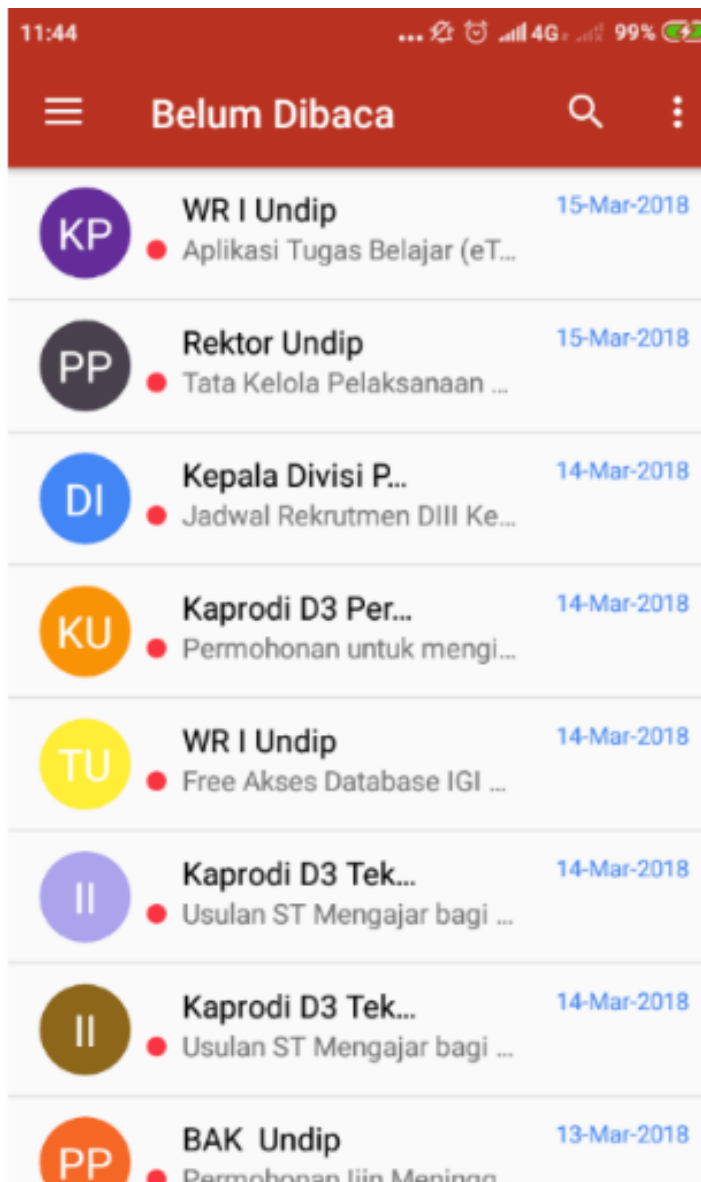 11:44 ... 4G 99%
Belum Dibaca
KP WR I Undip 15-Mar-2018
Aplikasi Tugas Belajar (eT...
PP Rektor Undip 15-Mar-2018
Tata Kelola Pelaksanaan ...
DI Kepala Divisi P... 14-Mar-2018
Jadwal Rekrutmen DIII Ke...
KU Kaprodi D3 Per... 14-Mar-2018
Permohonan untuk mengi...
TU WR I Undip 14-Mar-2018
Free Akses Database IGI ...
II Kaprodi D3 Tek... 14-Mar-2018
Usulan ST Mengajar bagi ...
II Kaprodi D3 Tek... 14-Mar-2018
Usulan ST Mengajar bagi ...
PP BAK Undip 13-Mar-2018
Permohonan Ijin Meningg